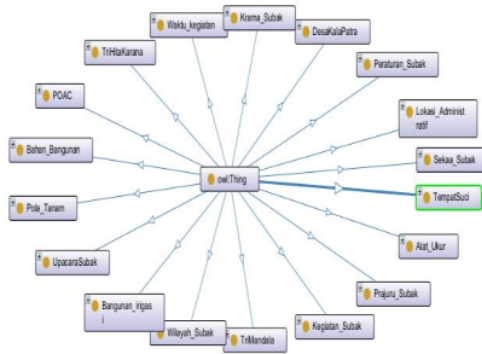 Waktu_kegiatan
Krama_Subak
DesaKalaPatra
TriHitaKarana
Peraturan_Subak
POAC
Lokasi_Administ
ratif
Bahan_Bangunan
Sekaa_Subak
owl:Thing
TempatSuci
Pola_Tanam
Alat_Ukur
UpacaraSubak
Prajuru_Subak
Bangunan_irigas
i
Wilayah_Subak
TriMandala
Kegiatan_Subak